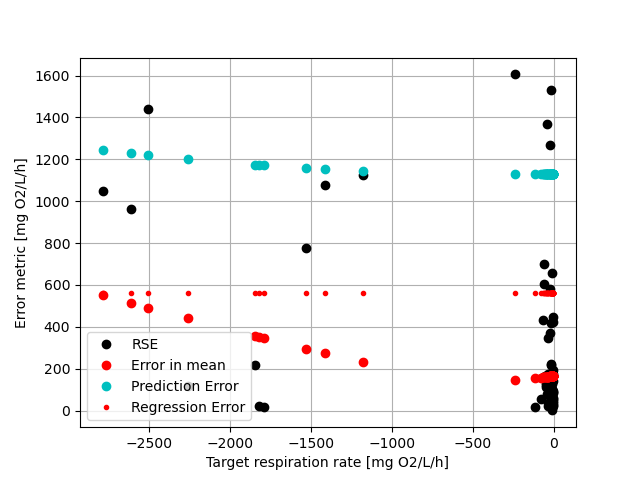 1600
1400
1200
1000
800
600
400
200
0
Error metric [mg O2/L/h]
RSE
Error in mean
Prediction Error
Regression Error
−2500 −2000 −1500 −1000 −500 0
Target respiration rate [mg O2/L/h]